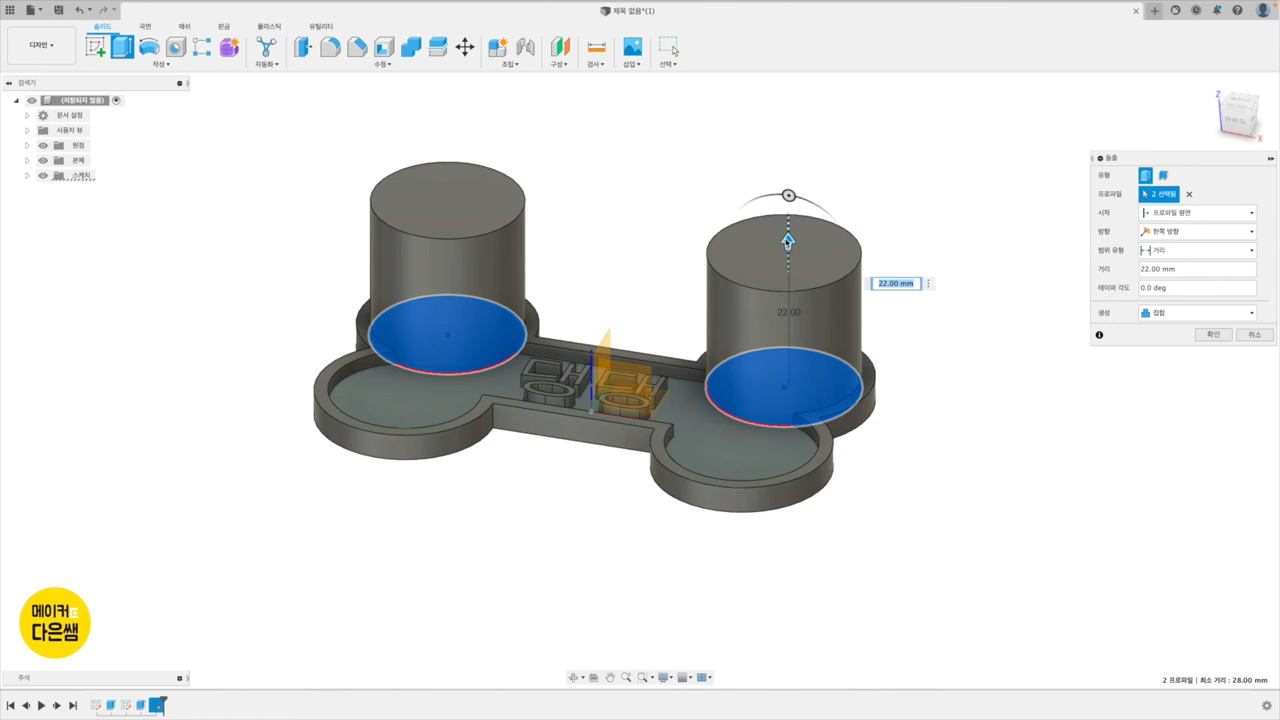 제목 없음*(1)
솔리드 곡면 메쉬 판금 플라스틱 유틸리티
디자인
작성 자동화 수정 조립 구성 검사 삽입 선택
검색기
(저장되지 않음)
문서 설정
사용자 뷰
원점
본체
스케치
Z
X
돌출
유형
프로파일 2 선택됨
시작 프로파일 평면
방향 한쪽 방향
범위 유형 거리
거리 22.00 mm
테이퍼 각도 0.0 deg
생성 접합
확인 취소
22.00 mm
22.00
메이커
다은쌤
주석
2 프로파일 | 최소 거리 : 28.00 mm